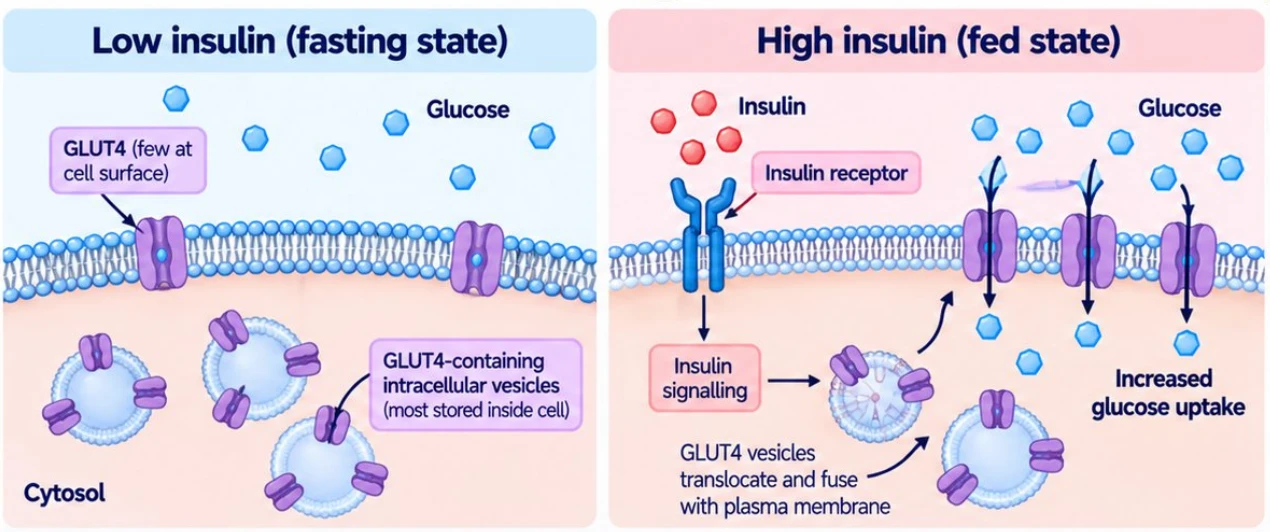 Low insulin (fasting state)
Glucose
GLUT4 (few at
cell surface)
GLUT4-containing
intracellular vesicles
(most stored inside cell)
Cytosol
High insulin (fed state)
Insulin
Glucose
Insulin receptor
Insulin
signalling
Increased
glucose uptake
GLUT4 vesicles
translocate and fuse
with plasma membrane